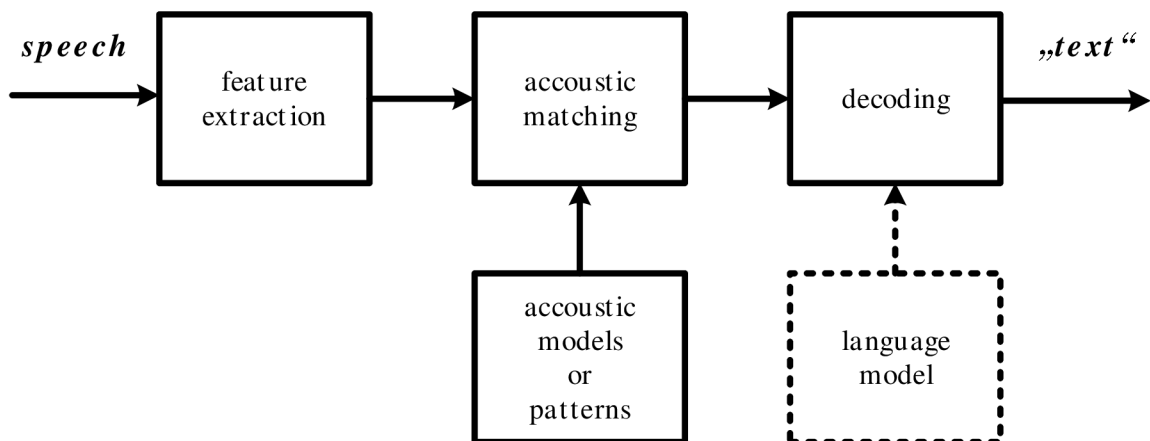 speech
feature
extraction
accoustic
matching
decoding
„text“
accoustic
models
or
patterns
language
model